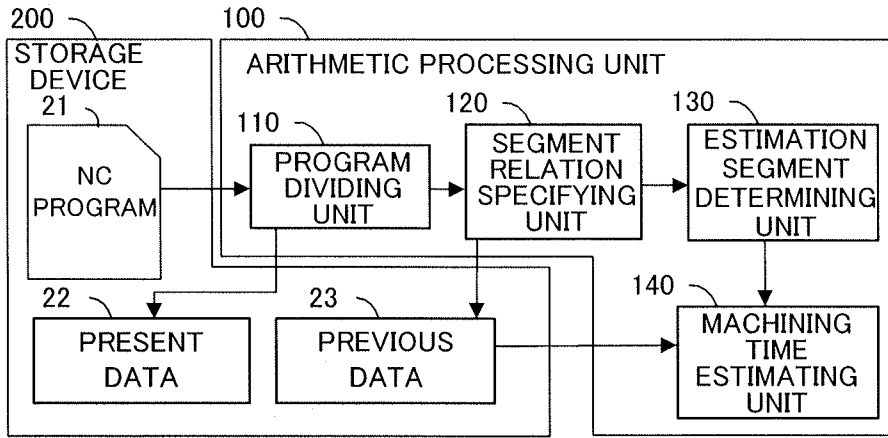 200
STORAGE
DEVICE
21
NC
PROGRAM
100
ARITHMETIC PROCESSING UNIT
110
PROGRAM
DIVIDING
UNIT
120
SEGMENT
RELATION
SPECIFYING
UNIT
130
ESTIMATION
SEGMENT
DETERMINING
UNIT
22
PRESENT
DATA
23
PREVIOUS
DATA
140
MACHINING
TIME
ESTIMATING
UNIT